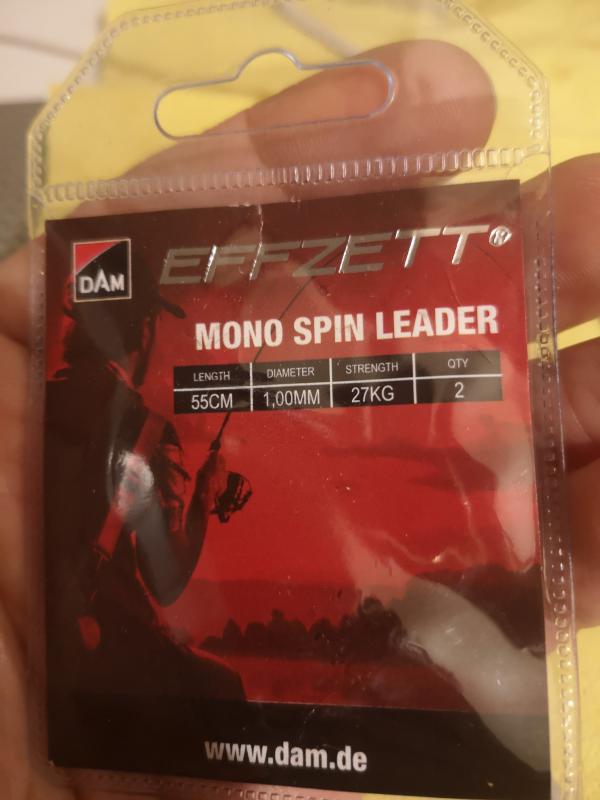 DAM
EFFZETT®
MONO SPIN LEADER
LENGTH DIAMETER STRENGTH QTY
55CM 1,00MM 27KG 2
www.dam.de